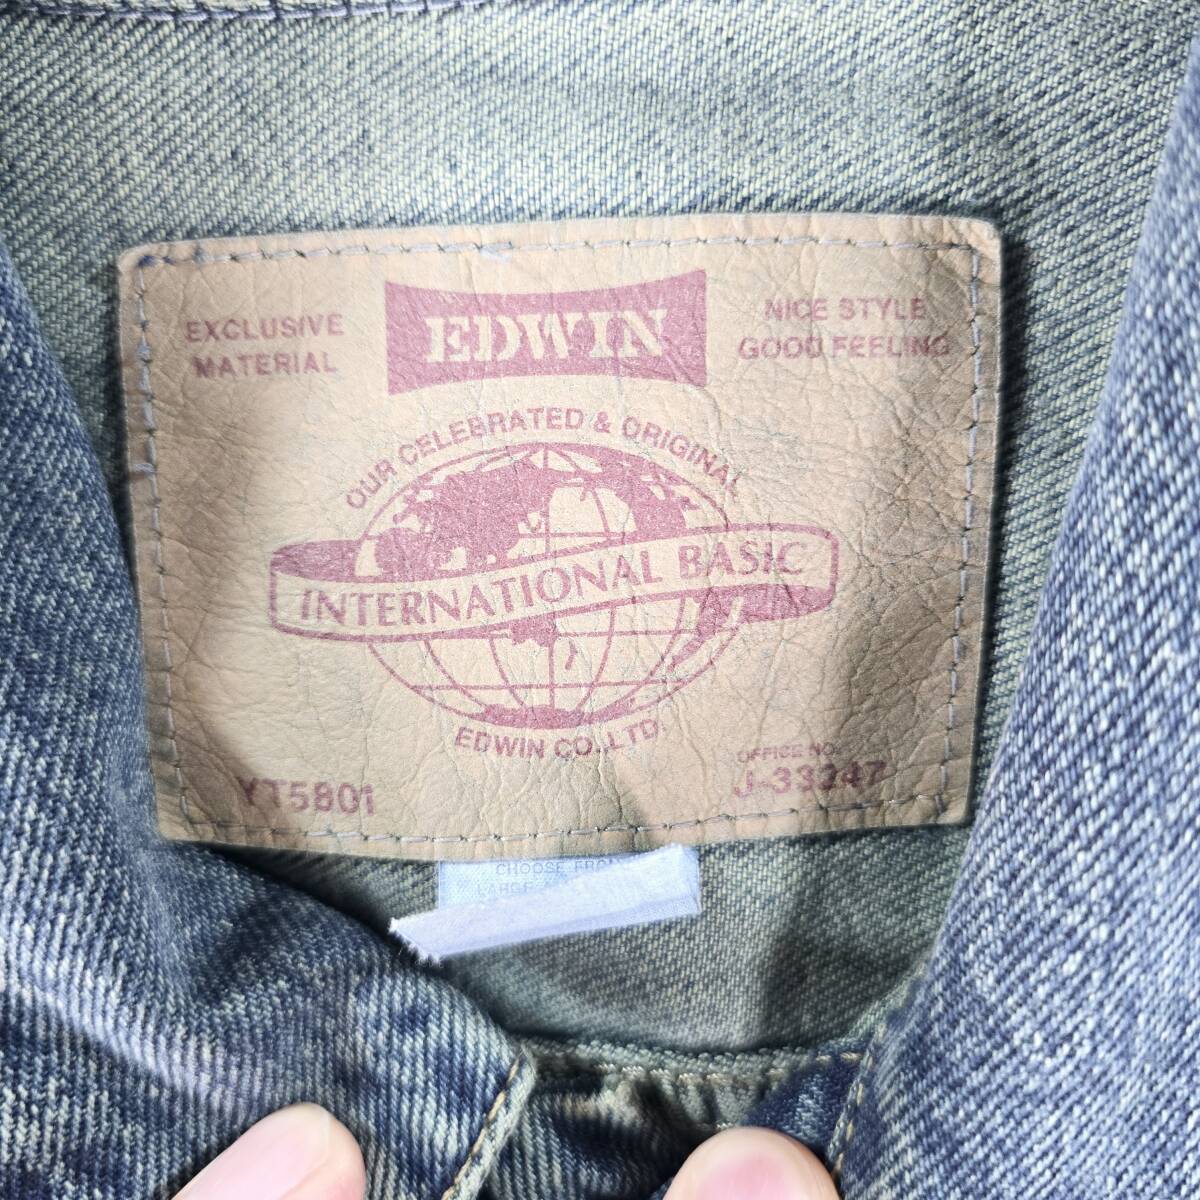 EXCLUSIVE
MATERIAL
EDWIN
NICE STYLE
GOOD FEELING
OUR CELEBRATED & ORIGINAL
INTERNATIONAL BASIC
EDWIN CO.,LTD.
YT5801
OFFICE NO.
J-33347
CHOOSE
LARGE